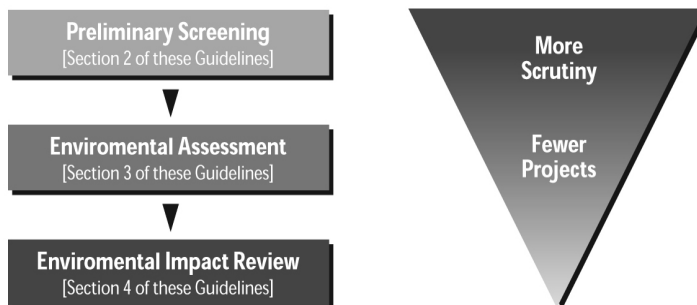 Preliminary Screening
[Section 2 of these Guidelines]
Enviromental Assessment
[Section 3 of these Guidelines]
Enviromental Impact Review
[Section 4 of these Guidelines]
More
Scrutiny
Fewer
Projects